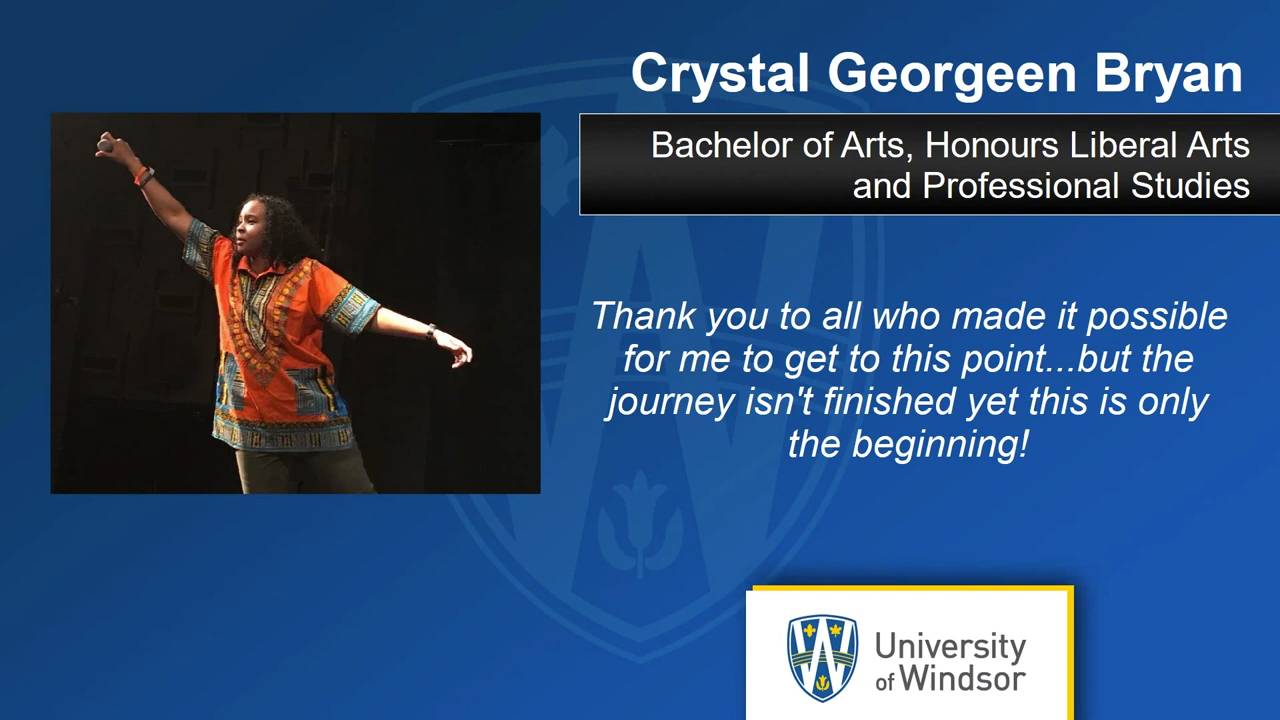 Crystal Georgeen Bryan
Bachelor of Arts, Honours Liberal Arts
and Professional Studies
Thank you to all who made it possible
for me to get to this point...but the
journey isn't finished yet this is only
the beginning!
University
of Windsor